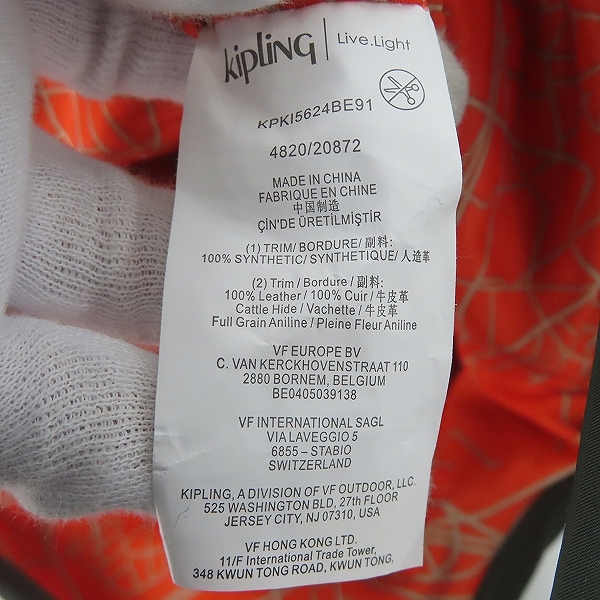 kipling | Live.Light
KPKI5624BE91
4820/20872
MADE IN CHINA
FABRIQUE EN CHINE
中国制造
ÇİN'DE ÜRETİLMİŞTİR
(1) TRIM/ BORDURE/ 副料:
100% SYNTHETIC/ SYNTHETIQUE/ 人造革
(2) Trim / Bordure / 副料:
100% Leather / 100% Cuir / 牛皮革
Cattle Hide / Vachette / 牛皮革
Full Grain Aniline / Pleine Fleur Aniline
VF EUROPE BV
C. VAN KERCKHOVENSTRAAT 110
2880 BORNEM, BELGIUM
BE0405039138
VF INTERNATIONAL SAGL
VIA LAVEGGIO 5
6855 – STABIO
SWITZERLAND
KIPLING, A DIVISION OF VF OUTDOOR, LLC.
525 WASHINGTON BLVD, 27th FLOOR
JERSEY CITY, NJ 07310, USA
VF HONG KONG LTD.
11/F International Trade Tower,
348 KWUN TONG ROAD, KWUN TONG,